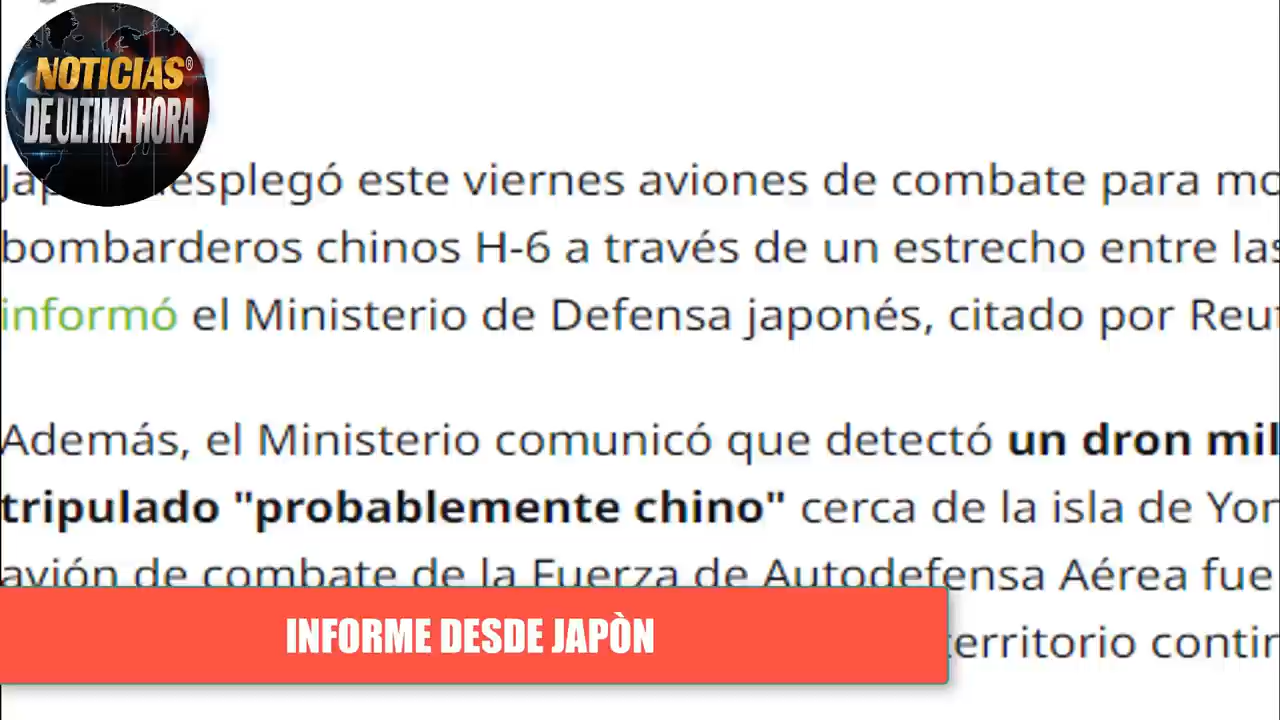 NOTICIAS®
DE ULTIMA HORA
este viernes aviones de combate para
bombarderos chinos H-6 a través de un estrecho entre las
informó el Ministerio de Defensa japonés, citado por
Además, el Ministerio comunicó que detectó un dron
tripulado "probablemente chino" cerca de la isla de
avión de combate de la Fuerza de Autodefensa Aérea fue
INFORME DESDE JAPÒN